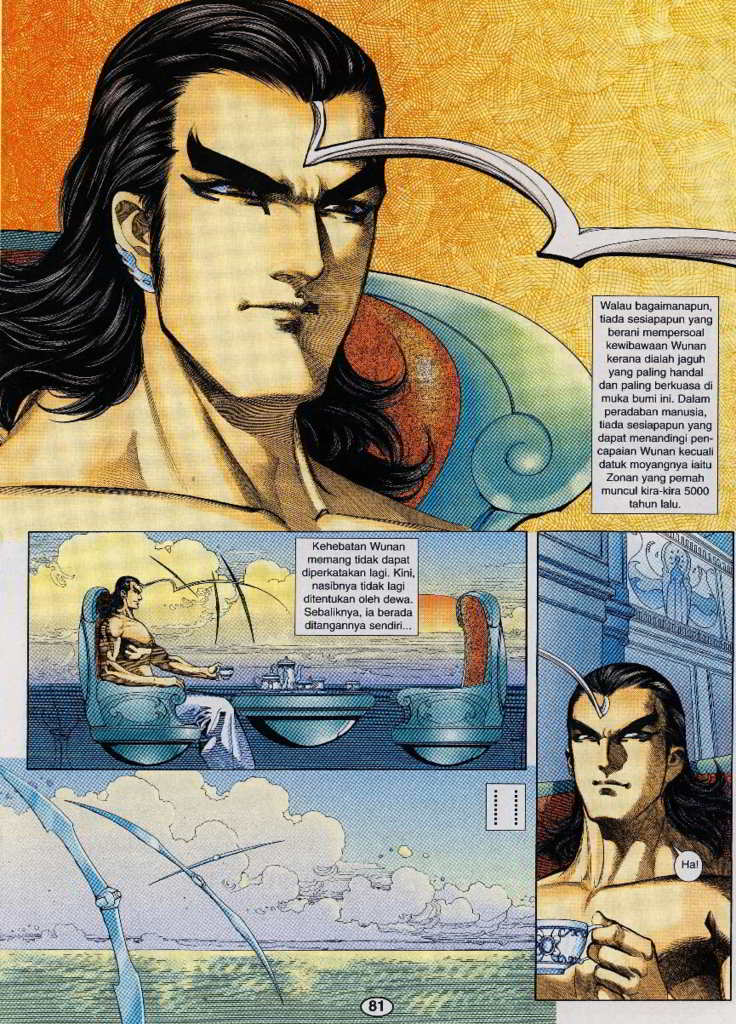 Walau bagaimanapun,
tiada sesiapapun yang
berani mempersoal
kewibawaan Wunan
kerana dialah jaguh
yang paling handal
dan paling berkuasa di
muka bumi ini. Dalam
peradaban manusia,
tiada sesiapapun yang
dapat menandingi pen-
capaian Wunan kecuali
datuk moyangnya iaitu
Zonan yang pernah
muncul kira-kira 5000
tahun lalu.
Kehebatan Wunan
memang tidak dapat
diperkatakan lagi. Kini,
nasibnya tidak lagi
ditentukan oleh dewa.
Sebaliknya, ia berada
ditangannya sendiri...
Ha!
81